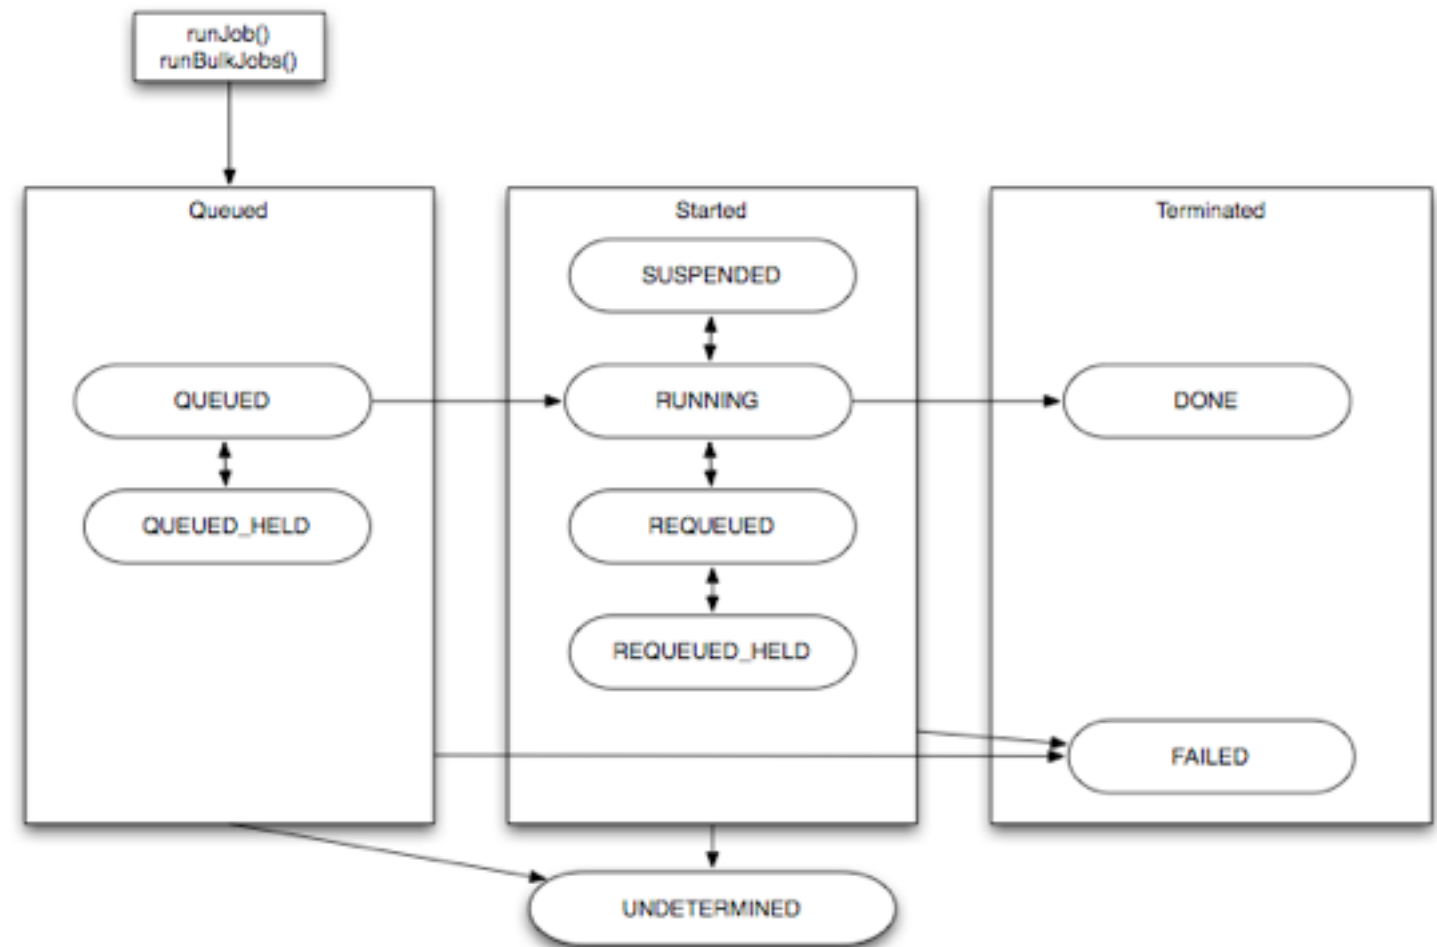 runJob()
runBulkJobs()
Queued
QUEUED
QUEUED_HELD
Started
SUSPENDED
RUNNING
REQUEUED
REQUEUED_HELD
Terminated
DONE
FAILED
UNDETERMINED